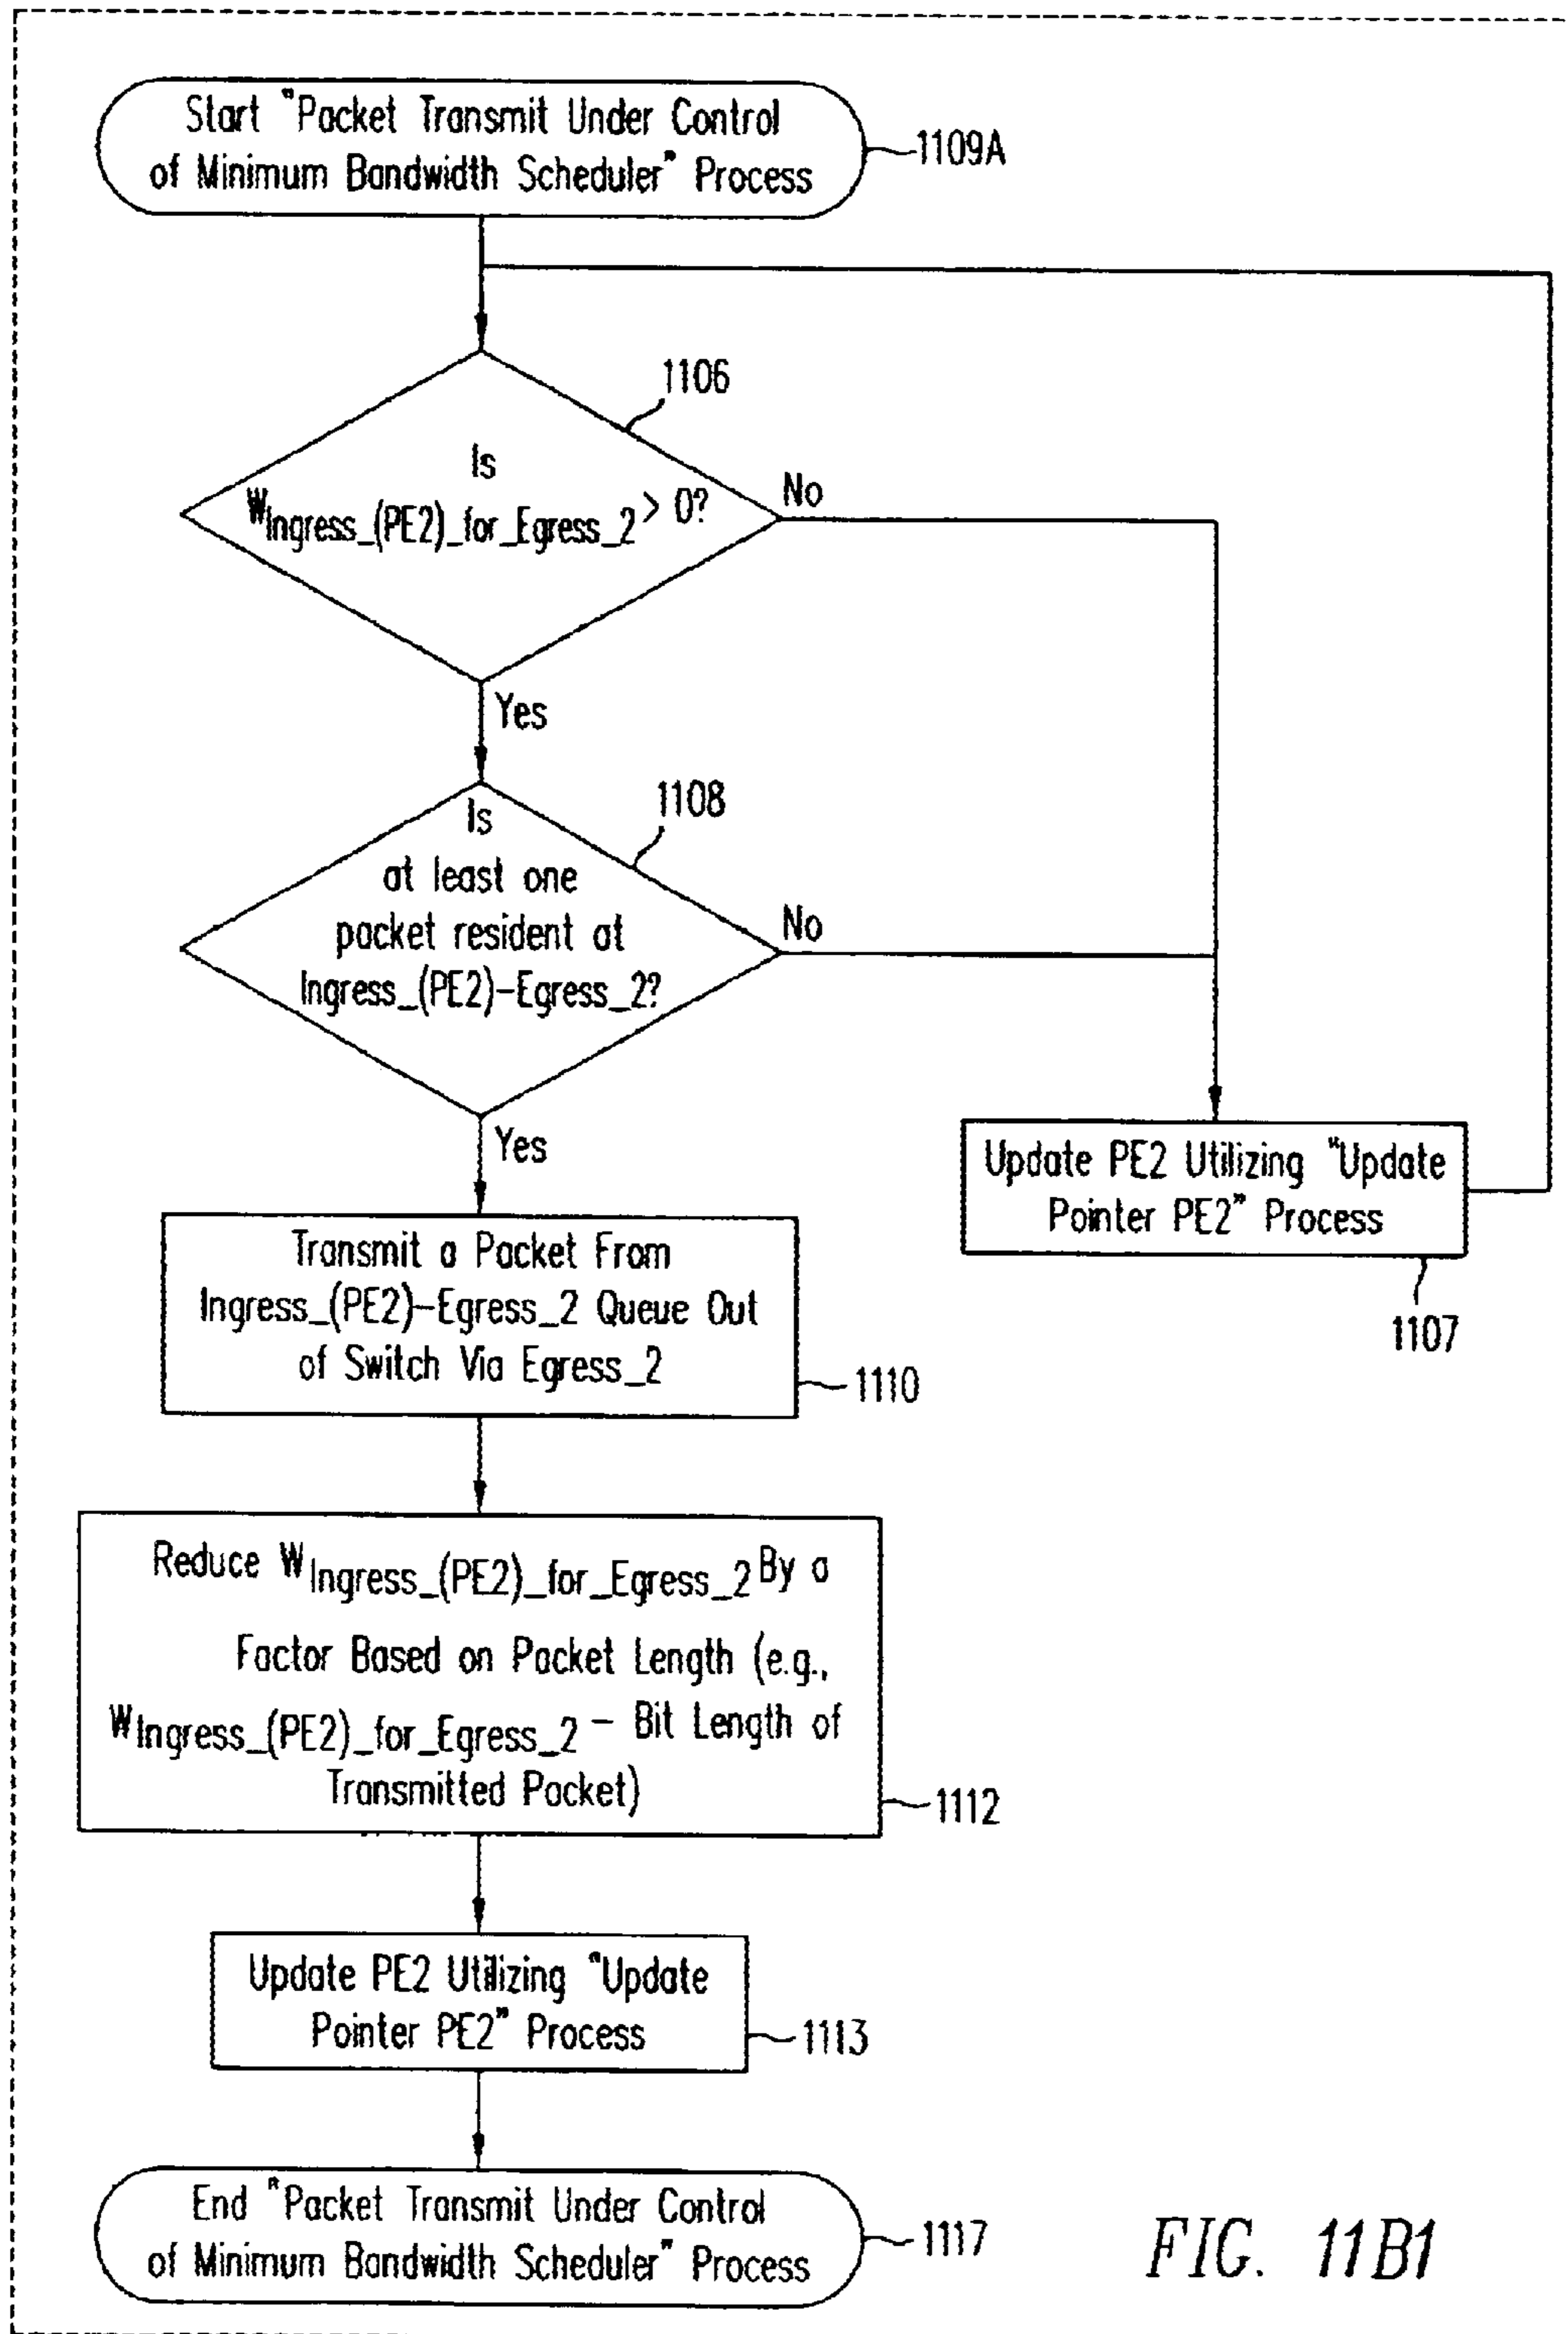 Start "Packet Transmit Under Control
of Minimum Bandwidth Scheduler" Process
1109A
1106
Is
WIngress_(PE2)_for_Egress_2 > 0?
No
Yes
1108
Is
at least one
packet resident at
Ingress_(PE2)-Egress_2?
No
Yes
Update PE2 Utilizing "Update
Pointer PE2" Process
1107
Transmit a Packet From
Ingress_(PE2)-Egress_2 Queue Out
of Switch Via Egress_2
1110
Reduce WIngress_(PE2)_for_Egress_2 By a
Factor Based on Packet Length (e.g.,
WIngress_(PE2)_for_Egress_2 - Bit Length of
Transmitted Packet)
1112
Update PE2 Utilizing "Update
Pointer PE2" Process
1113
End "Packet Transmit Under Control
of Minimum Bandwidth Scheduler" Process
1117
FIG. 11B1